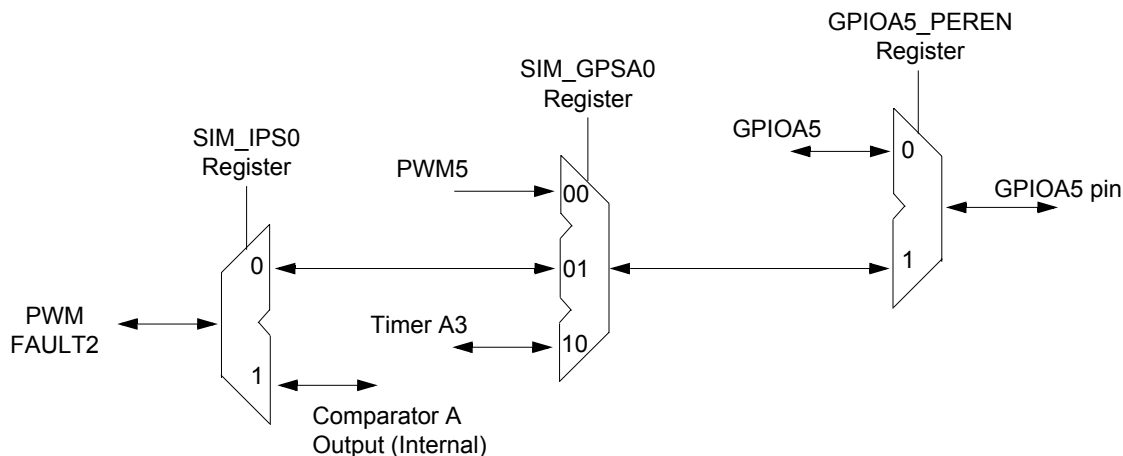 GPIOA5_PEREN
Register
SIM_GPSA0
Register
SIM_IPS0
Register
GPIOA5
0
PWM5
00
GPIOA5 pin
0
01
1
PWM
FAULT2
Timer A3
10
1
Comparator A
Output (Internal)